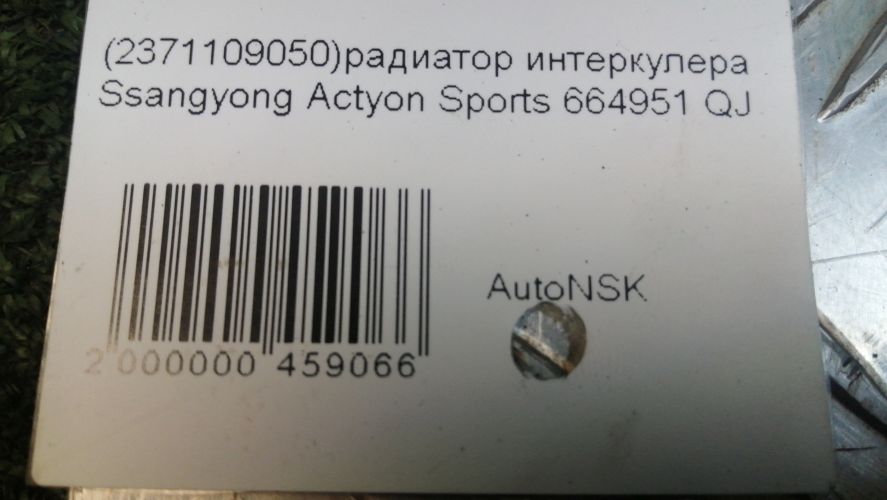 (2371109050)радиатор интеркулера
Ssangyong Actyon Sports 664951 QJ
AutoNSK
2 000000 459066